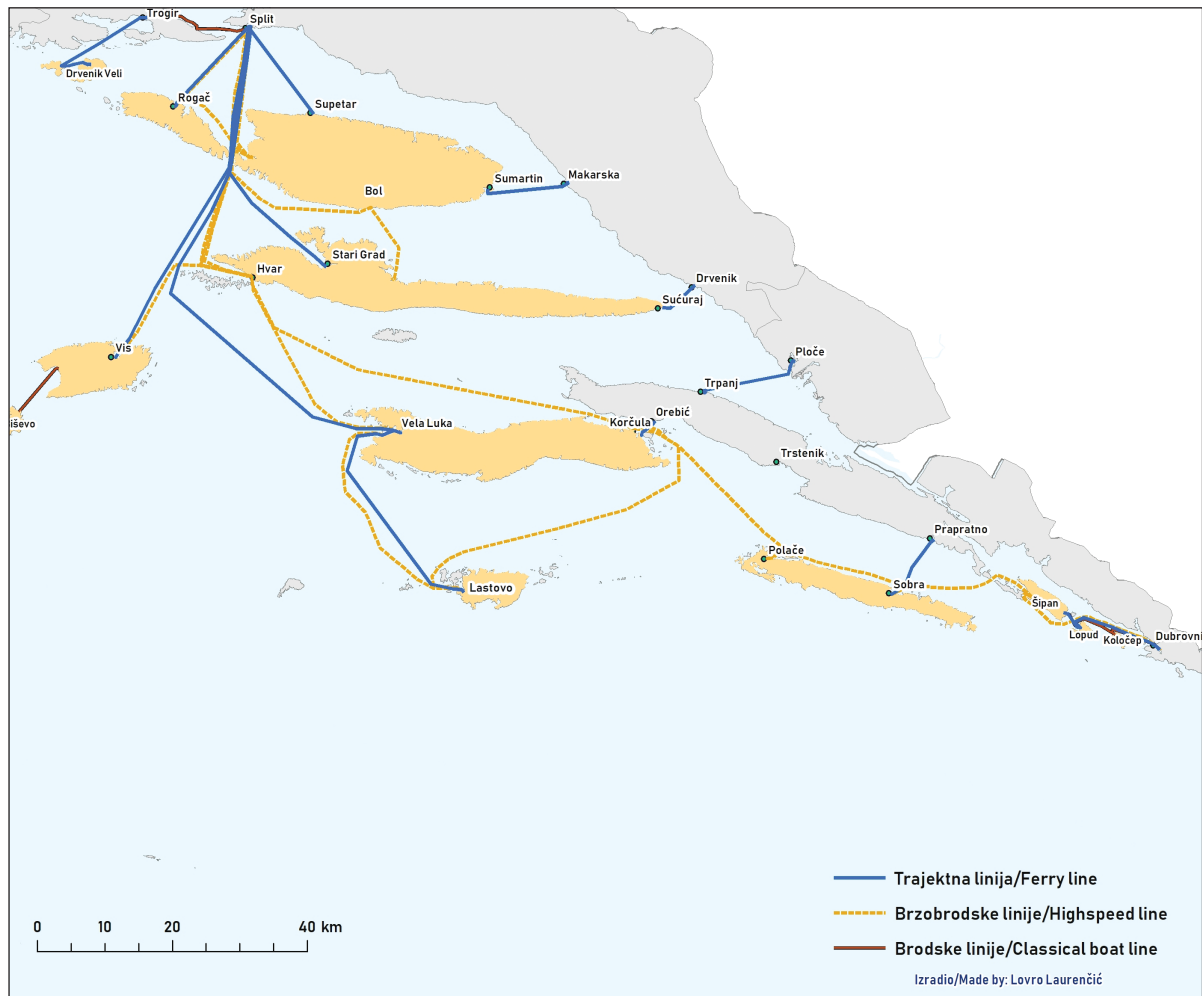 Trogir
Split
Drvenik Veli
Rogač
Supetar
Sumartin
Makarska
Bol
Stari Grad
Hvar
Drvenik
Sućuraj
Vis
Ploče
Trpanj
iševo
Vela Luka
Korčula
Orebić
Trstenik
Prapratno
Polače
Sobra
Lastovo
Šipan
Lopud
Koločep
Dubrovni
Trajektna linija/Ferry line
Brzobrodske linije/Highspeed line
Brodske linije/Classical boat line
Izradio/Made by: Lovro Laurenčić
0 10 20 40 km